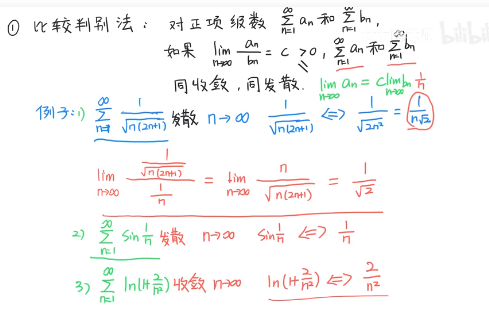 ① 比较判别法: 对正项级数 $\sum_{n=1}^{\infty} a_n$ 和 $\sum_{n=1}^{\infty} b_n$,
如果 $\lim_{n\to\infty} \frac{a_n}{b_n} = c > 0$, $\sum_{n=1}^{\infty} a_n$ 和 $\sum_{n=1}^{\infty} b_n$
同收敛, 同发散. $\lim_{n\to\infty} a_n = c \lim_{n\to\infty} b_n$ $\frac{1}{n}$
例子: 1) $\sum_{n=1}^{\infty} \frac{1}{\sqrt{n(2n+1)}}$ 发散 $n\to\infty$ $\frac{1}{\sqrt{n(2n+1)}} \Leftrightarrow \frac{1}{\sqrt{2n^2}} = \frac{1}{n\sqrt{2}}$
$\lim_{n\to\infty} \frac{\frac{1}{\sqrt{n(2n+1)}}}{\frac{1}{n}} = \lim_{n\to\infty} \frac{n}{\sqrt{n(2n+1)}} = \frac{1}{\sqrt{2}}$
2) $\sum_{n=1}^{\infty} \sin\frac{1}{n}$ 发散 $n\to\infty$ $\sin\frac{1}{n} \Leftrightarrow \frac{1}{n}$
3) $\sum_{n=1}^{\infty} \ln(1+\frac{2}{n^2})$ 收敛 $n\to\infty$ $\ln(1+\frac{2}{n^2}) \Leftrightarrow \frac{2}{n^2}$